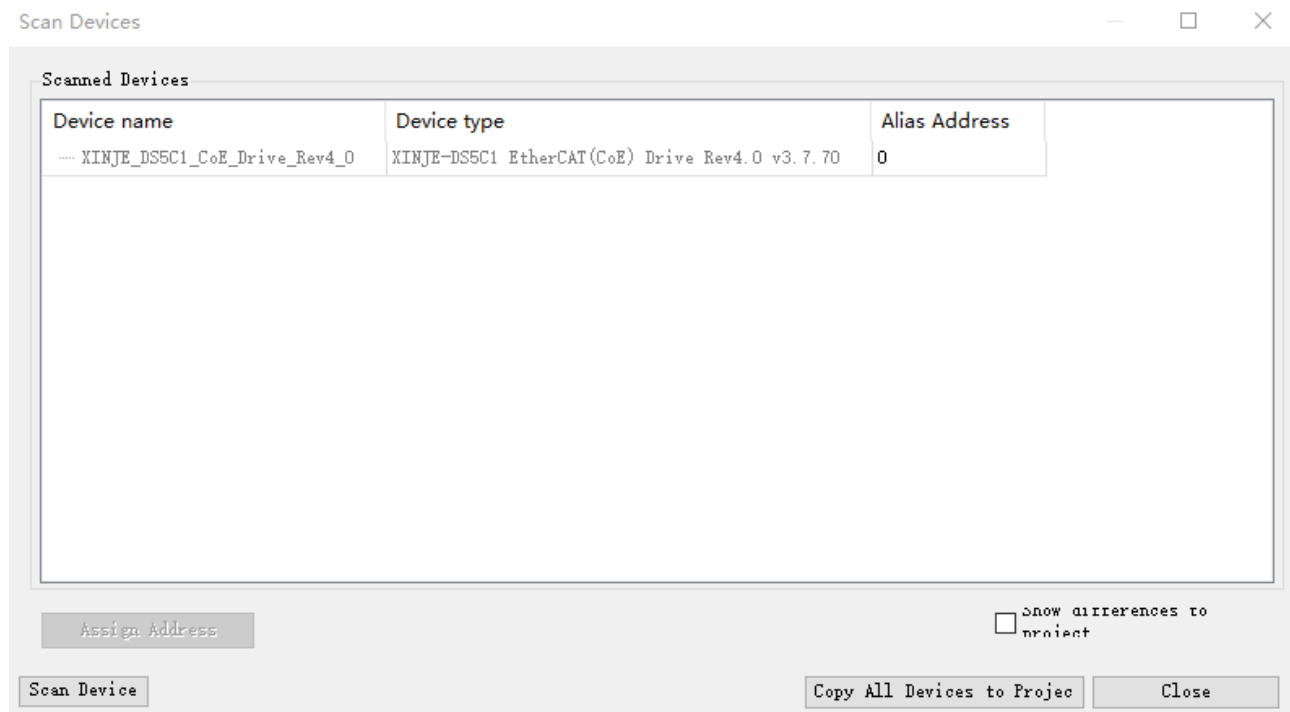 Scan Devices
Scanned Devices
Device name Device type Alias Address
XINJE_DS5C1_CoE_Drive_Rev4_0 XINJE-DS5C1 EtherCAT(CoE) Drive Rev4.0 v3.7.70 0
Show differences to
project
Assign Address
Scan Device Copy All Devices to Projec Close